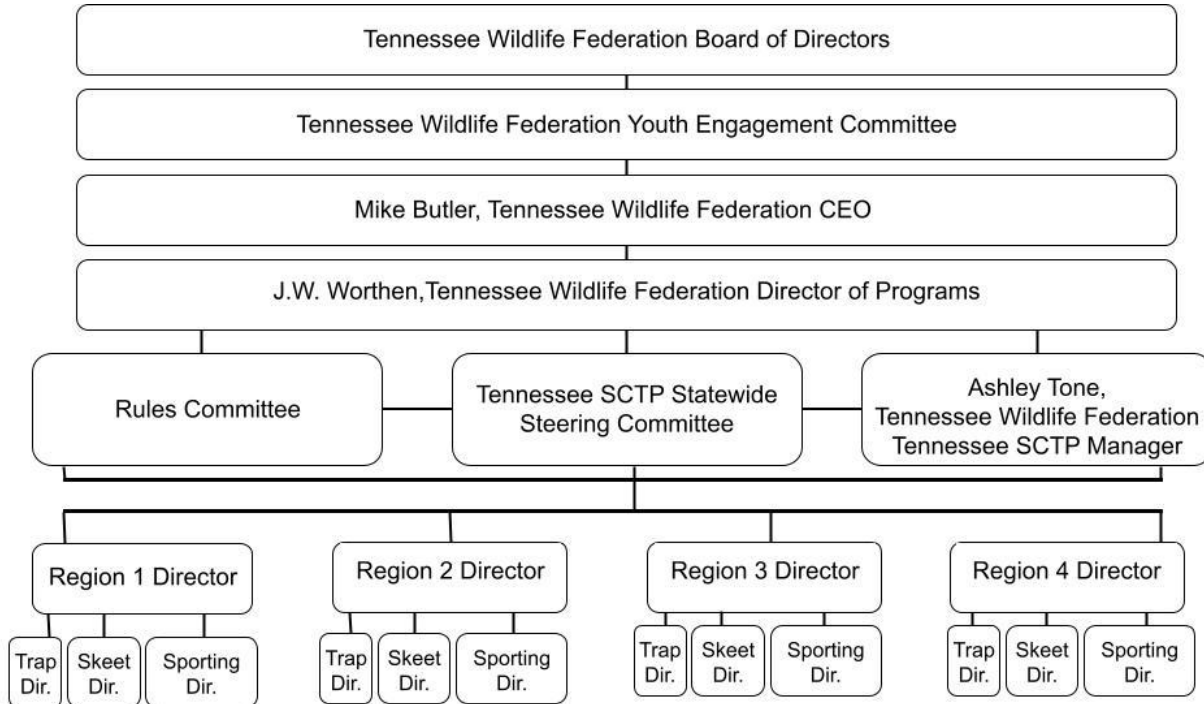 Tennessee Wildlife Federation Board of Directors
Tennessee Wildlife Federation Youth Engagement Committee
Mike Butler, Tennessee Wildlife Federation CEO
J.W. Worthen,Tennessee Wildlife Federation Director of Programs
Rules Committee
Tennessee SCTP Statewide
Steering Committee
Ashley Tone,
Tennessee Wildlife Federation
Tennessee SCTP Manager
Region 1 Director
Region 2 Director
Region 3 Director
Region 4 Director
Trap
Dir.
Skeet
Dir.
Sporting
Dir.
Trap
Dir.
Skeet
Dir.
Sporting
Dir.
Trap
Dir.
Skeet
Dir.
Sporting
Dir.
Trap
Dir.
Skeet
Dir.
Sporting
Dir.